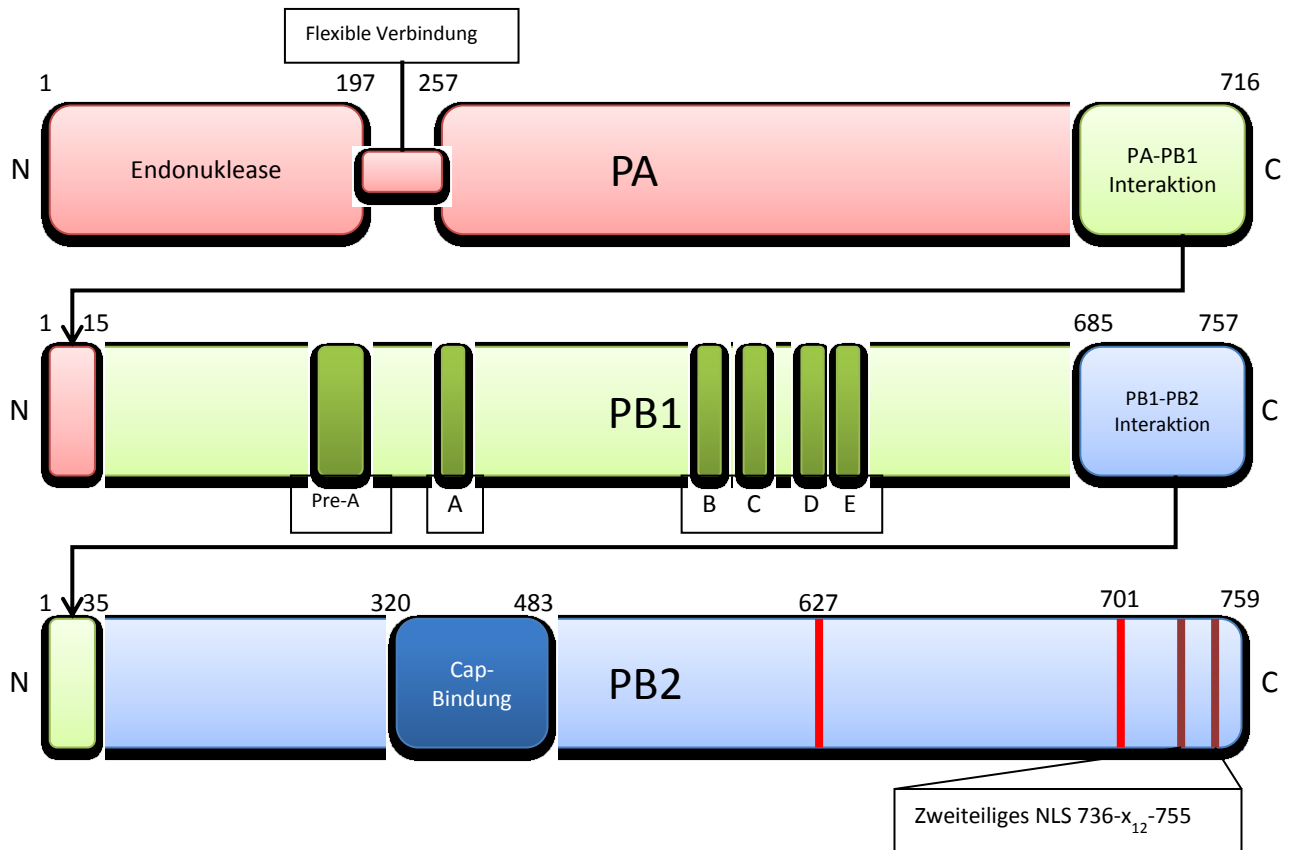 Flexible Verbindung
1 197 257 716
N Endonuklease PA PA-PB1 C
Interaktion
1 15 685 757
N PB1 PB1-PB2 C
Interaktion
Pre-A A B C D E
1 35 320 483 627 701 759
N Cap- PB2 C
Bindung
Zweiteiliges NLS 736-x₁₂-755